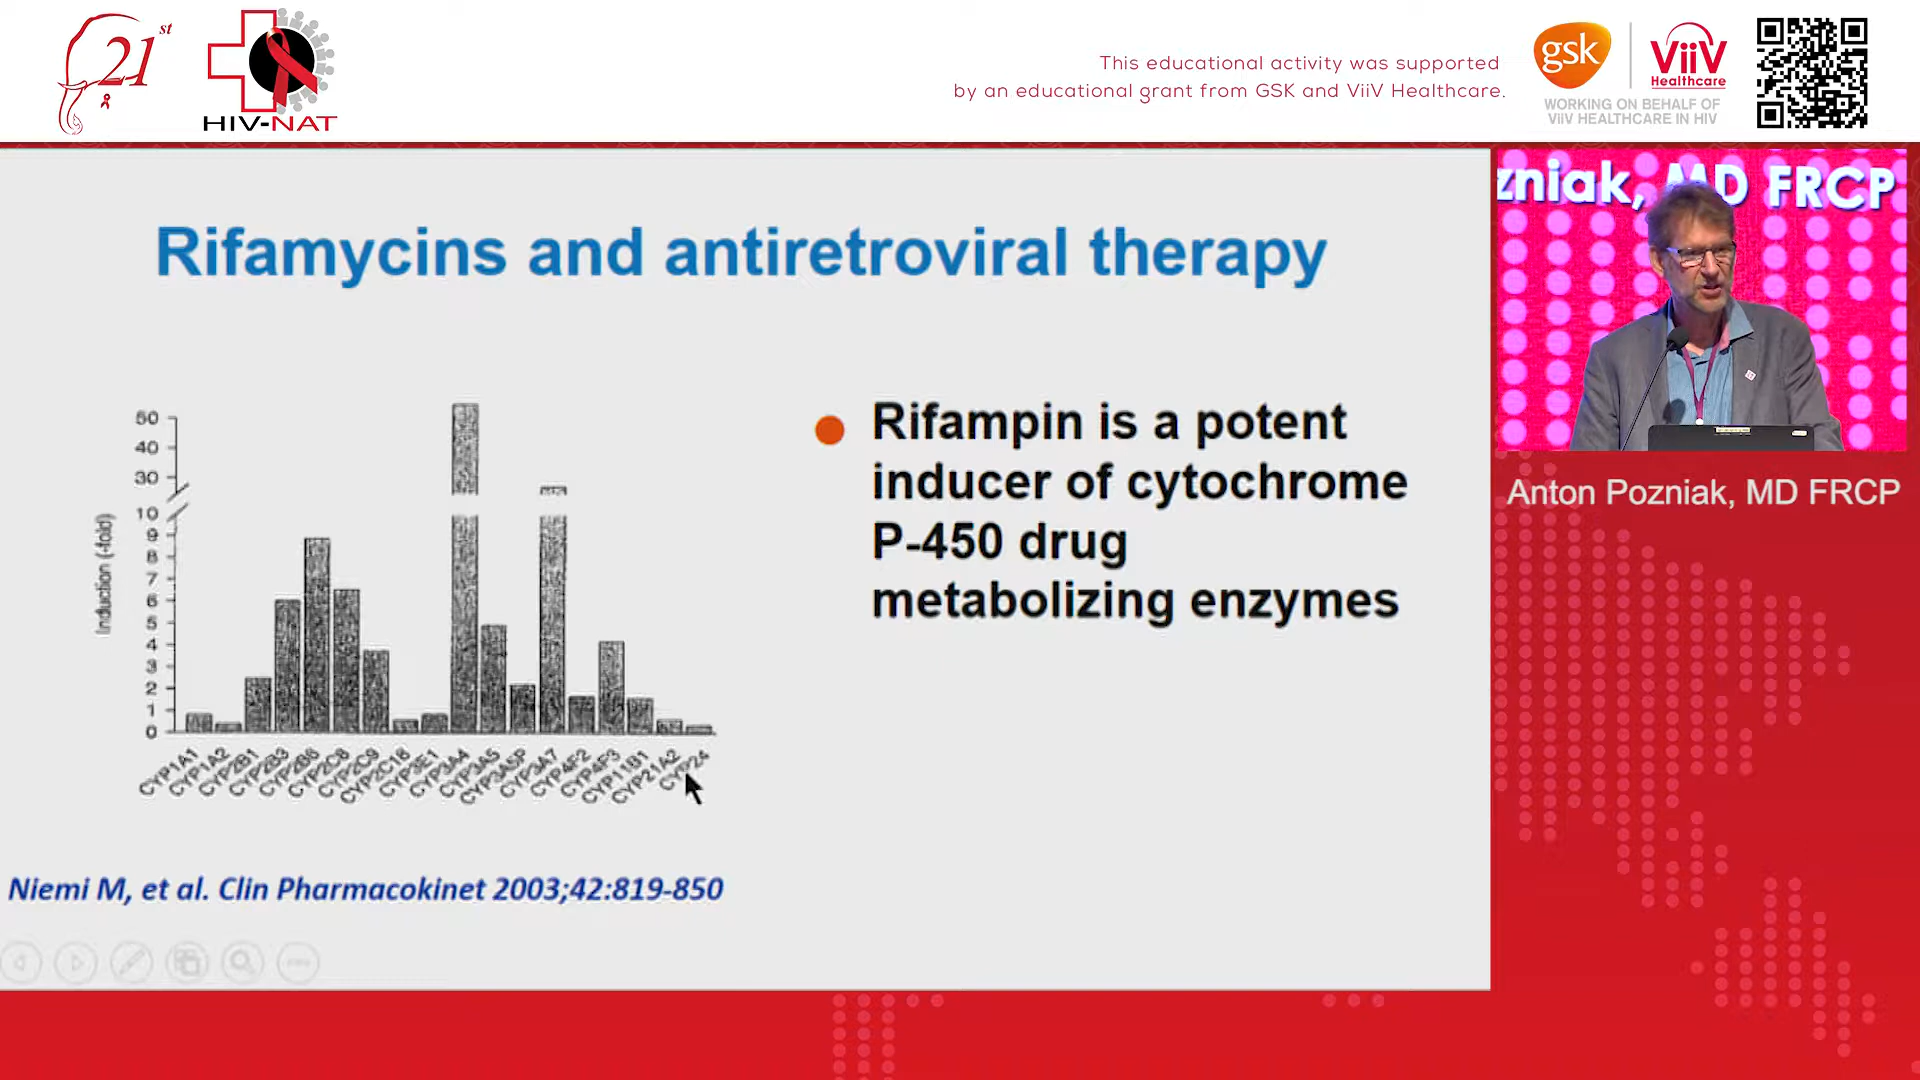 21st
HIV-NAT
This educational activity was supported
by an educational grant from GSK and ViiV Healthcare.
gsk
ViiV
Healthcare
WORKING ON BEHALF OF
ViiV HEALTHCARE IN HIV
zniak, MD FRCP
Anton Pozniak, MD FRCP
Rifamycins and antiretroviral therapy
Rifampin is a potent
inducer of cytochrome
P-450 drug
metabolizing enzymes
Induction (-fold)
50
40
30
10
9
8
7
6
5
4
3
2
1
0
CYP1A1
CYP1A2
CYP2B1
CYP2B3
CYP2B6
CYP2C8
CYP2C9
CYP2C18
CYP3E1
CYP3A4
CYP3A5
CYP3A5P
CYP3A7
CYP4F2
CYP4F3
CYP11B1
CYP21A2
CYP24
Niemi M, et al. Clin Pharmacokinet 2003;42:819-850